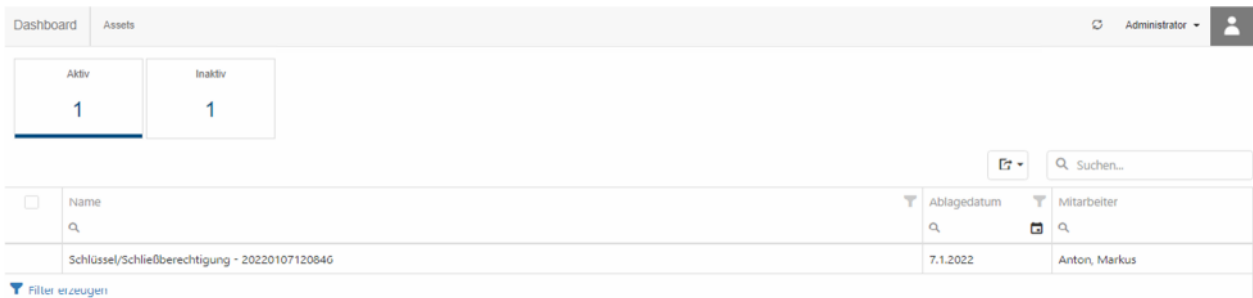 Dashboard Assets Administrator
Aktiv Inaktiv
1 1
Suchen...
Name Ablagedatum Mitarbeiter
Schlüssel/Schließberechtigung - 20220107120846 7.1.2022 Anton, Markus
Filter erzeugen